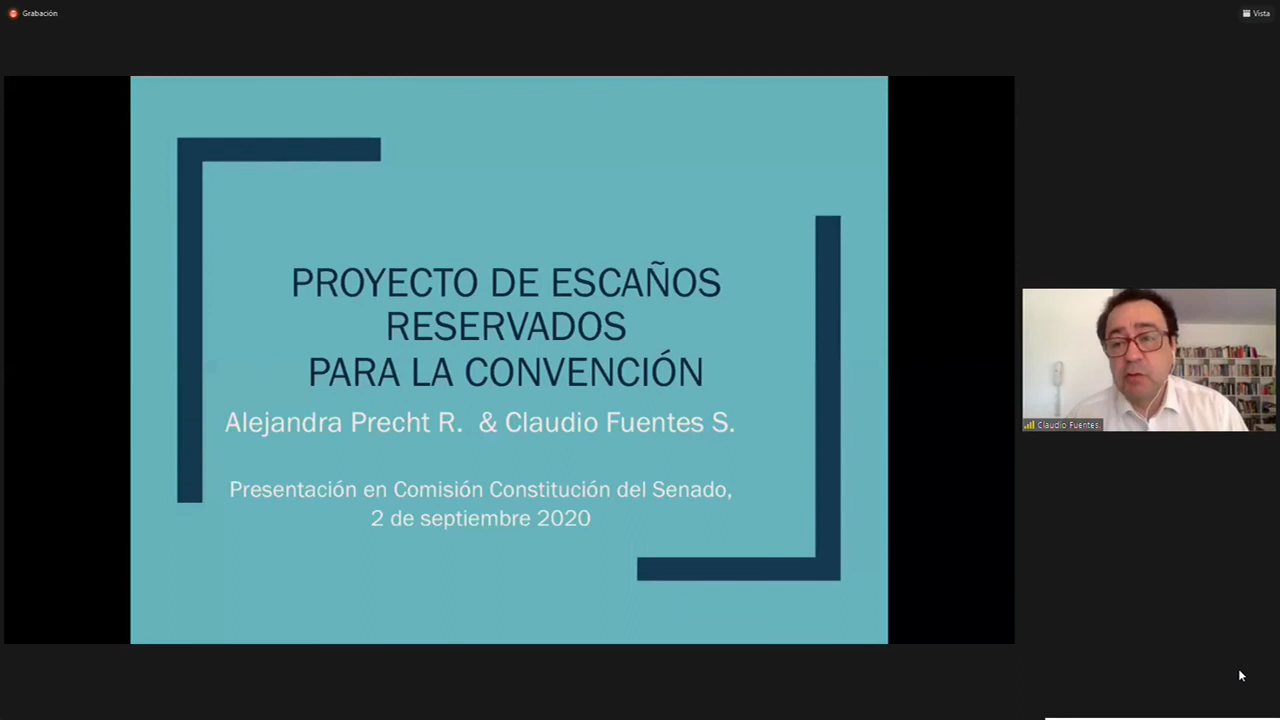 Grabación
Vista
PROYECTO DE ESCAÑOS
RESERVADOS
PARA LA CONVENCIÓN
Alejandra Precht R. & Claudio Fuentes S.
Presentación en Comisión Constitución del Senado,
2 de septiembre 2020
Claudio Fuentes.